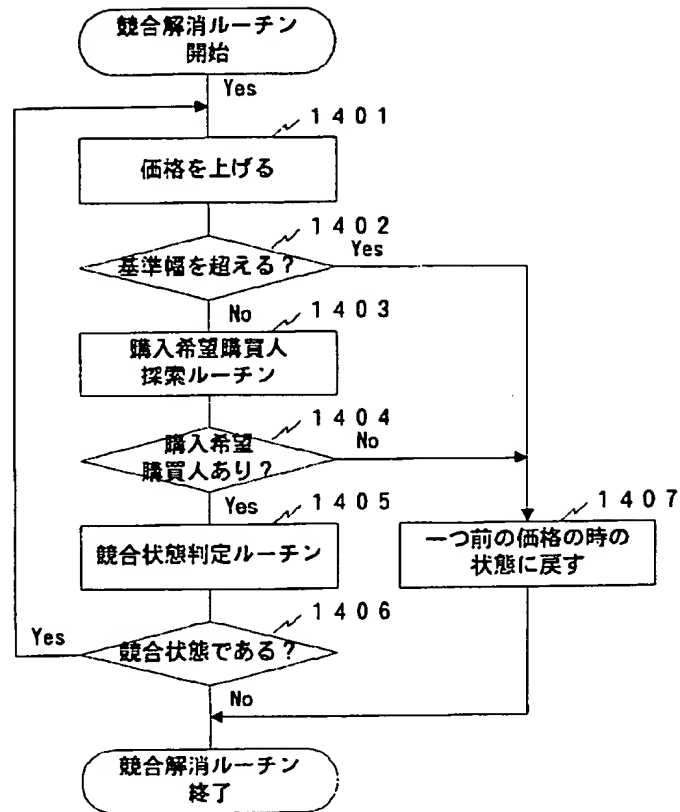 競合解消ルーチン
開始
Yes
1401
価格を上げる
1402
基準幅を超える?
Yes
No
1403
購入希望購買人
探索ルーチン
1404
購入希望
購買人あり?
No
Yes
1405
競合状態判定ルーチン
1407
一つ前の価格の時の
状態に戻す
1406
競合状態である?
Yes
No
競合解消ルーチン
終了